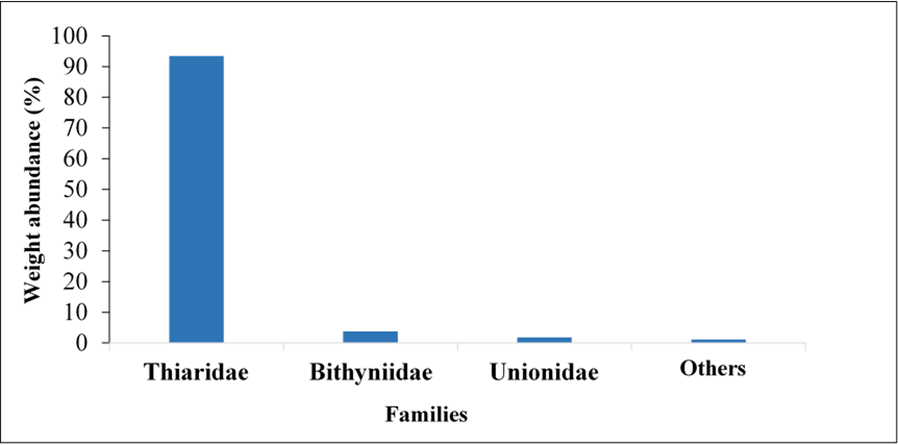 Weight abundance (%)
100
90
80
70
60
50
40
30
20
10
0
Thiaridae
Bithyniidae
Unionidae
Others
Families